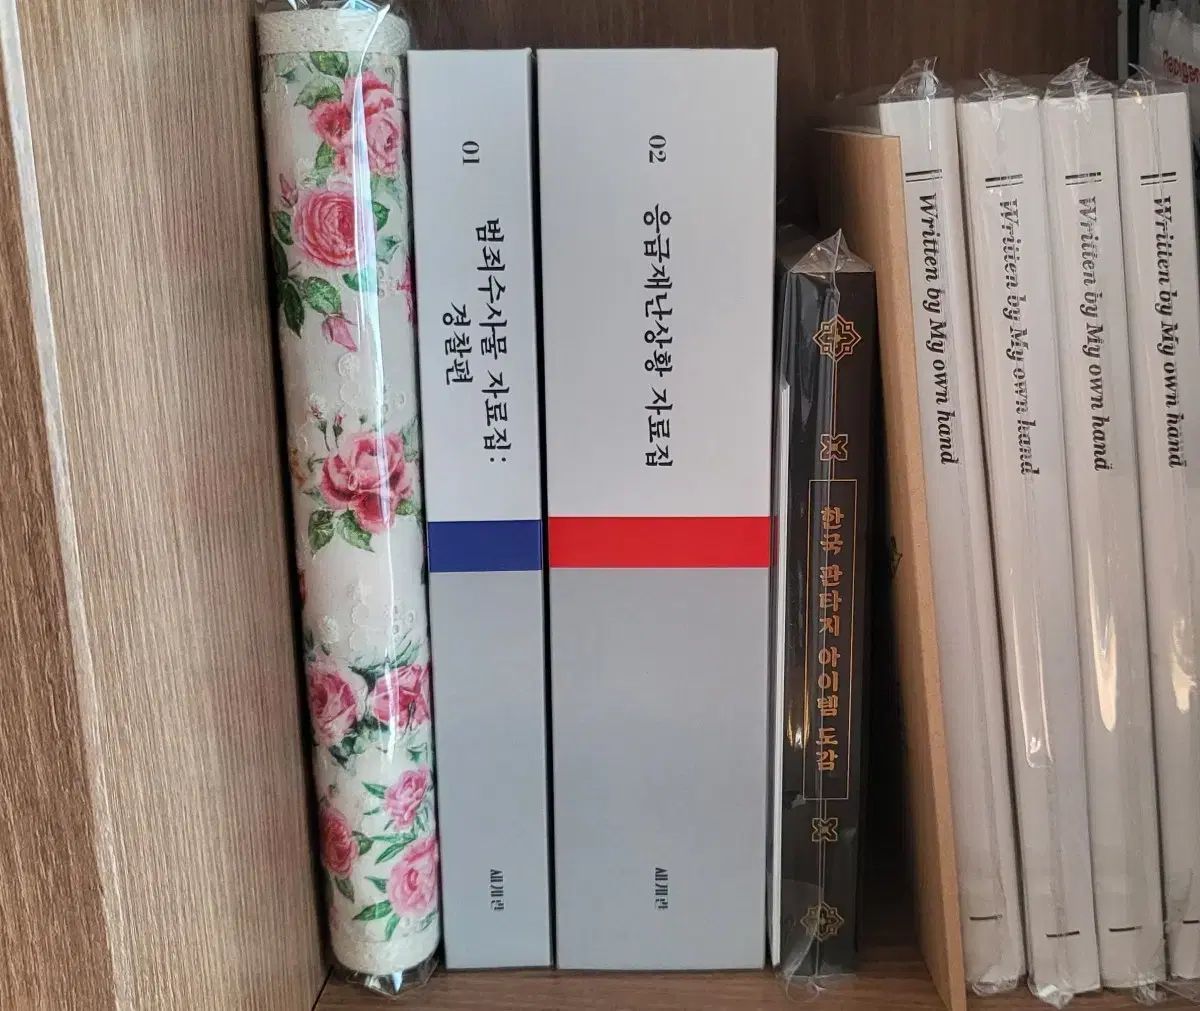 01
범죄수사물 자료집:
경찰편
세계관
02
응급재난상황 자료집
세계관
한국 판타지 아이템 도감
Written by My own hand
Written by My own hand
Written by My own hand
Written by My own hand